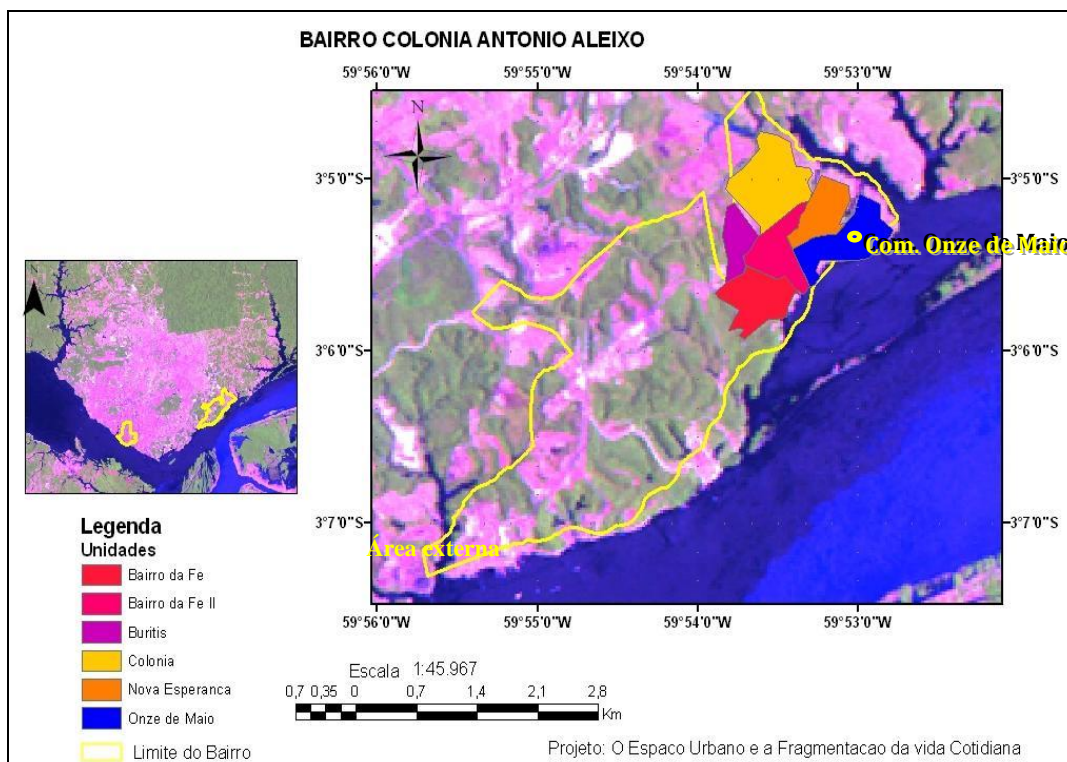 BAIRRO COLONIA ANTONIO ALEIXO
59°56'0"W 59°55'0"W 59°54'0"W 59°53'0"W
N
3°5'0"S 3°5'0"S
Com. Onze de Maio
3°6'0"S 3°6'0"S
3°7'0"S 3°7'0"S
Área externa
59°56'0"W 59°55'0"W 59°54'0"W 59°53'0"W
N
Legenda
Unidades
Bairro da Fe
Bairro da Fe II
Buritis
Colonia
Nova Esperanca
Onze de Maio
Limite do Bairro
Escala 1:45.967
0,7 0,35 0 0,7 1,4 2,1 2,8
Km
Projeto: O Espaco Urbano e a Fragmentacao da vida Cotidiana